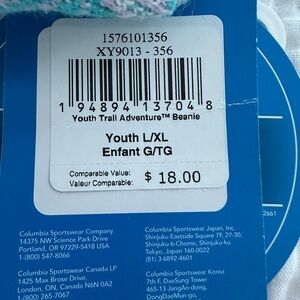 1576101356
XY9013 - 356
1 94894 13704 8
Youth Trail Adventure™ Beanie
Youth L/XL
Enfant G/TG
Comparable Value:
Valeur Comparable:
$ 18.00
Columbia Sportswear Company
14375 NW Science Park Drive
Portland, OR 97229-5418 USA
1-(800) 547-8066
Columbia Sportswear Canada LP
1425 Max Brose Drive,
London, ON, Canada N6N 0A2
1-(800) 265-7067
Columbia Sportswear Japan, Inc.
Shinjuku Eastside Square 7F, 27-30,
Shinjuku 6-Chome, Shinjuku-ku
Tokyo, Japan 160-0022
(81) 3-6892-4601
Columbia Sportswear Korea
7th F. DaeSung Tower
465-13 JangAn-dong,
DongDaeMun-gu,
2661